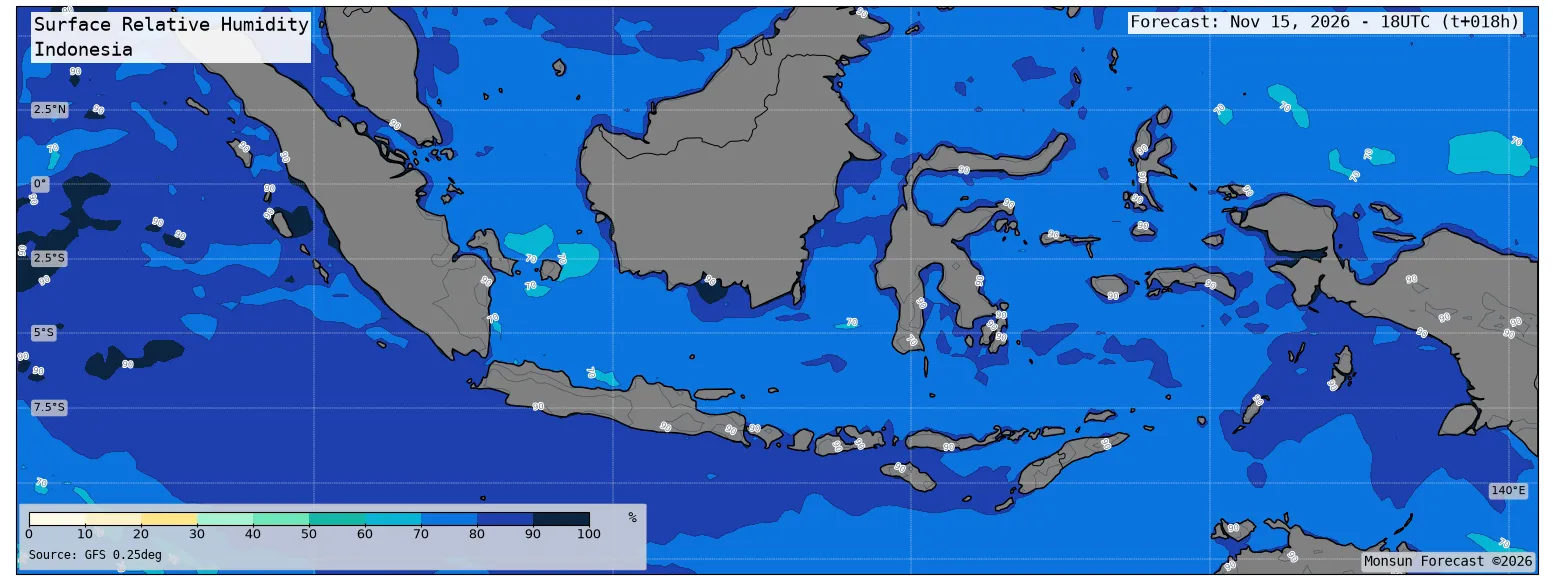 Surface Relative Humidity
Indonesia
Forecast: Nov 15, 2026 - 18UTC (t+018h)
2.5°N
0°
2.5°S
5°S
7.5°S
140°E
0 10 20 30 40 50 60 70 80 90 100 %
Source: GFS 0.25deg
Monsun Forecast ©2026